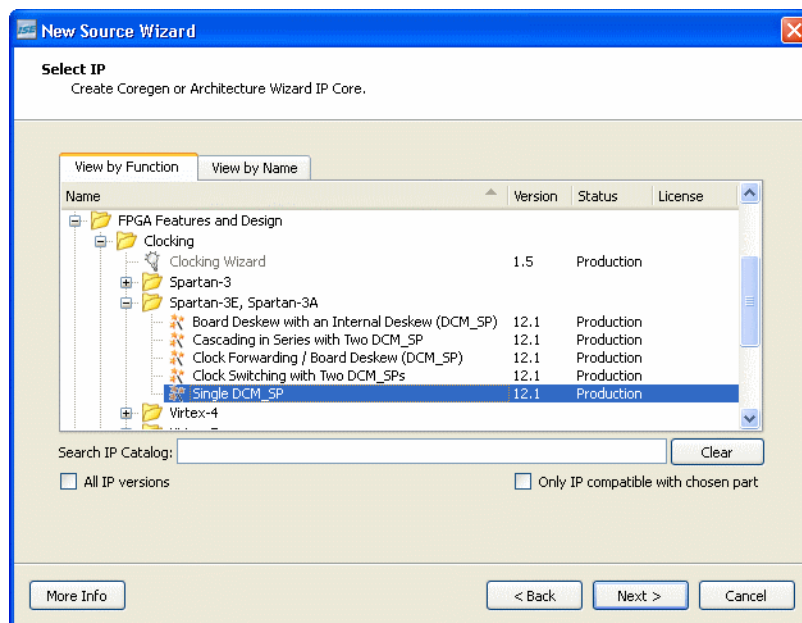 ISE New Source Wizard
Select IP
Create Coregen or Architecture Wizard IP Core.
View by Function View by Name
Name Version Status License
FPGA Features and Design
Clocking
Clocking Wizard 1.5 Production
Spartan-3
Spartan-3E, Spartan-3A
Board Deskew with an Internal Deskew (DCM_SP) 12.1 Production
Cascading in Series with Two DCM_SP 12.1 Production
Clock Forwarding / Board Deskew (DCM_SP) 12.1 Production
Clock Switching with Two DCM_SPs 12.1 Production
Single DCM_SP 12.1 Production
Virtex-4
Search IP Catalog: Clear
All IP versions Only IP compatible with chosen part
More Info < Back Next > Cancel